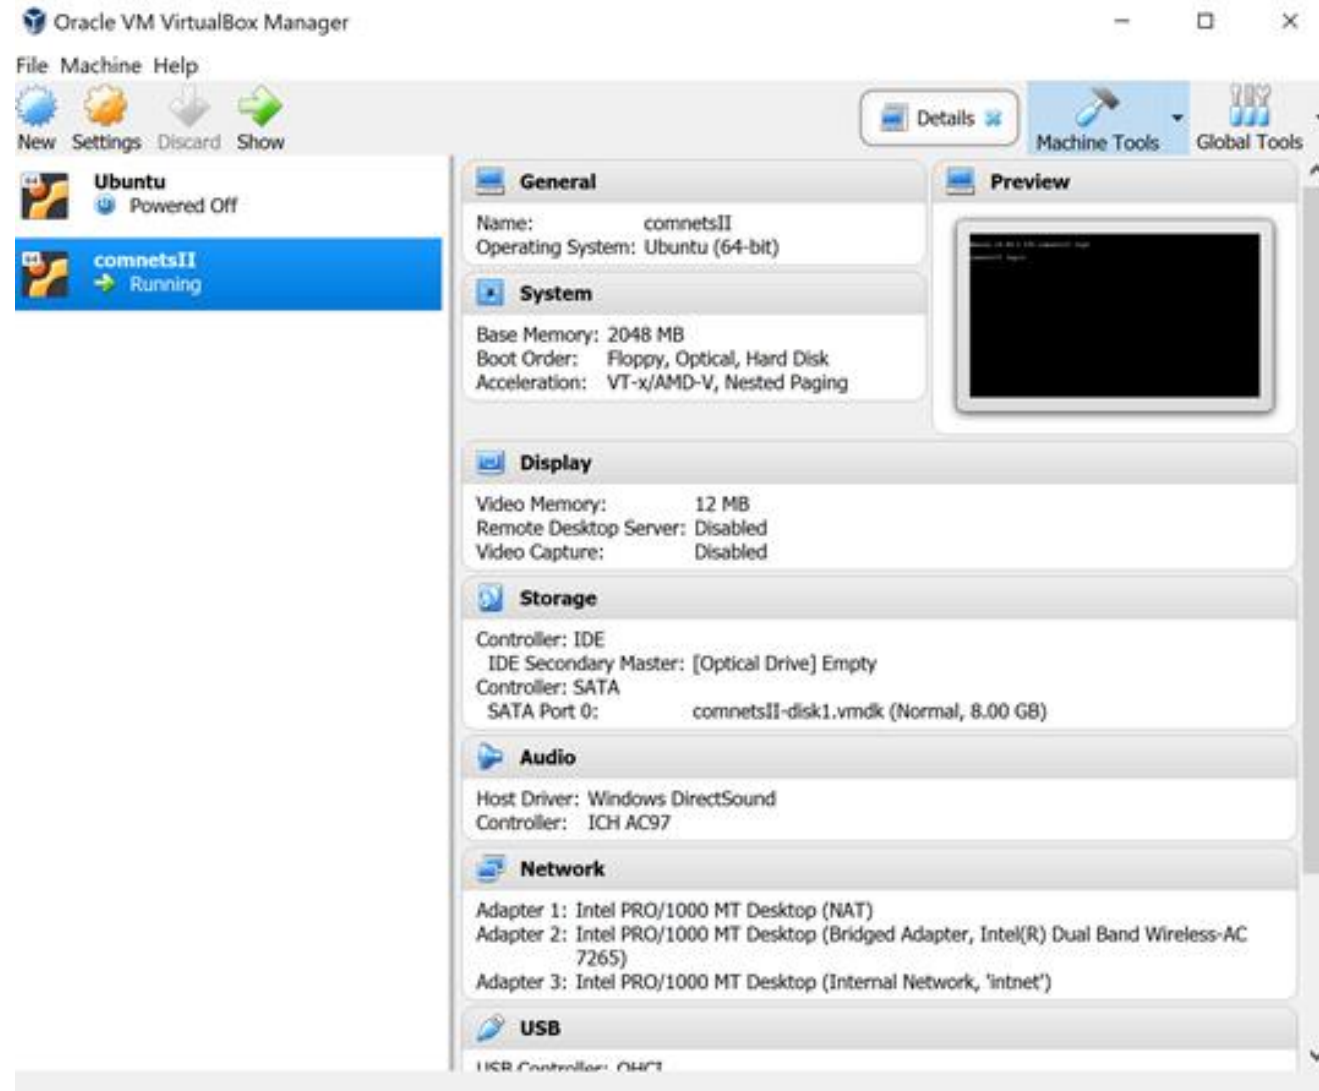 Oracle VM VirtualBox Manager
File Machine Help
New Settings Discard Show
Details
Machine Tools
Global Tools
Ubuntu
Powered Off
comnetsII
Running
General
Name: comnetsII
Operating System: Ubuntu (64-bit)
Preview
System
Base Memory: 2048 MB
Boot Order: Floppy, Optical, Hard Disk
Acceleration: VT-x/AMD-V, Nested Paging
Display
Video Memory: 12 MB
Remote Desktop Server: Disabled
Video Capture: Disabled
Storage
Controller: IDE
IDE Secondary Master: [Optical Drive] Empty
Controller: SATA
SATA Port 0: comnetsII-disk1.vmdk (Normal, 8.00 GB)
Audio
Host Driver: Windows DirectSound
Controller: ICH AC97
Network
Adapter 1: Intel PRO/1000 MT Desktop (NAT)
Adapter 2: Intel PRO/1000 MT Desktop (Bridged Adapter, Intel(R) Dual Band Wireless-AC
7265)
Adapter 3: Intel PRO/1000 MT Desktop (Internal Network, 'intnet')
USB
USB Controller: OHCI